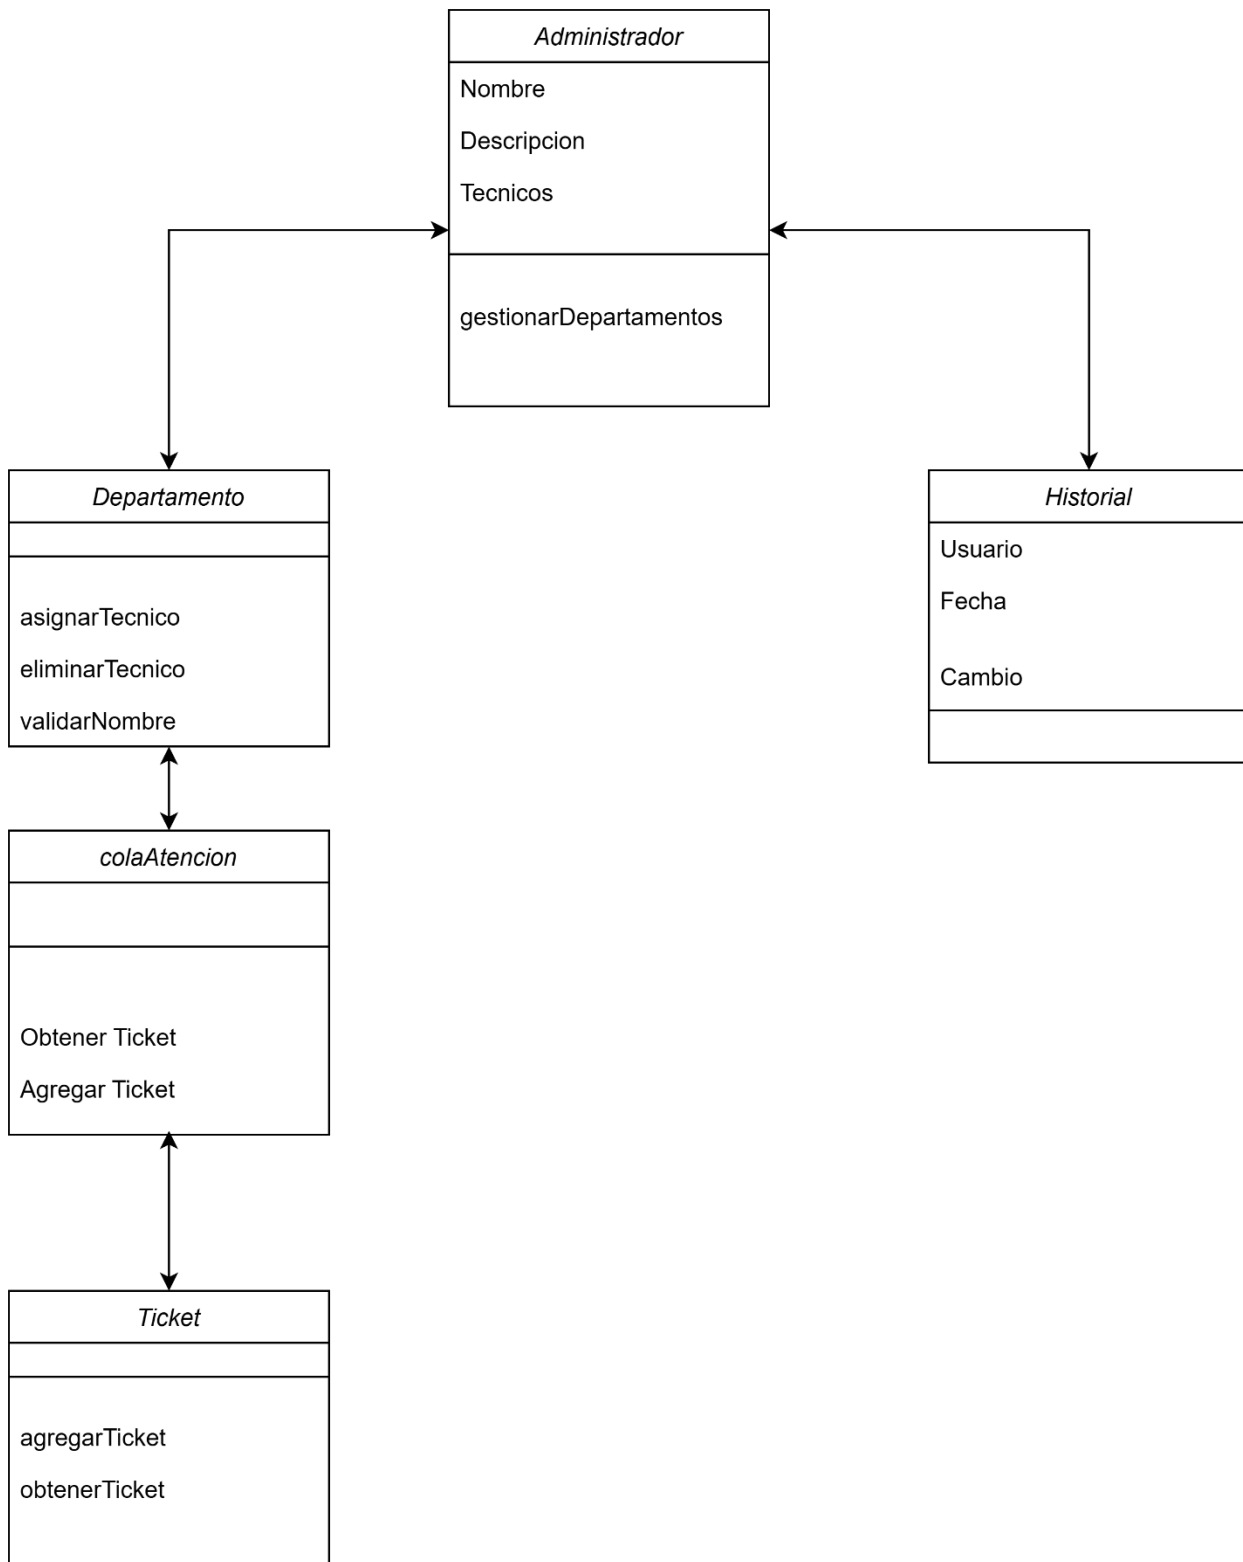 Administrador
Nombre
Descripcion
Tecnicos
gestionarDepartamentos
Departamento
asignarTecnico
eliminarTecnico
validarNombre
Historial
Usuario
Fecha
Cambio
colaAtencion
Obtener Ticket
Agregar Ticket
Ticket
agregarTicket
obtenerTicket